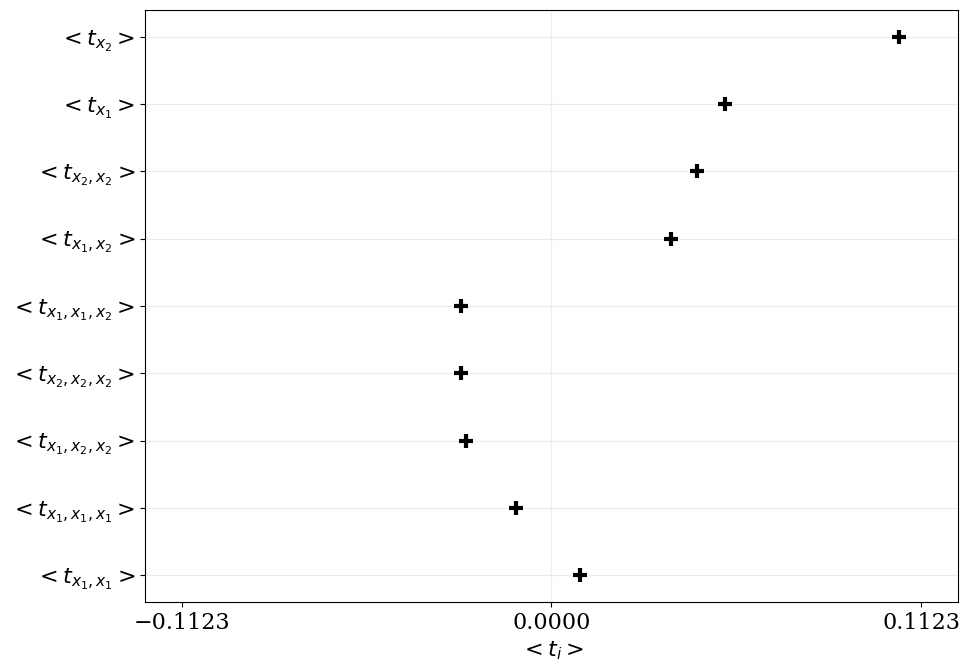 < t_{x_2} >
< t_{x_1} >
< t_{x_2, x_2} >
< t_{x_1, x_2} >
< t_{x_1, x_1, x_2} >
< t_{x_2, x_2, x_2} >
< t_{x_1, x_2, x_2} >
< t_{x_1, x_1, x_1} >
< t_{x_1, x_1} >
−0.1123 0.0000 0.1123
< t_i >